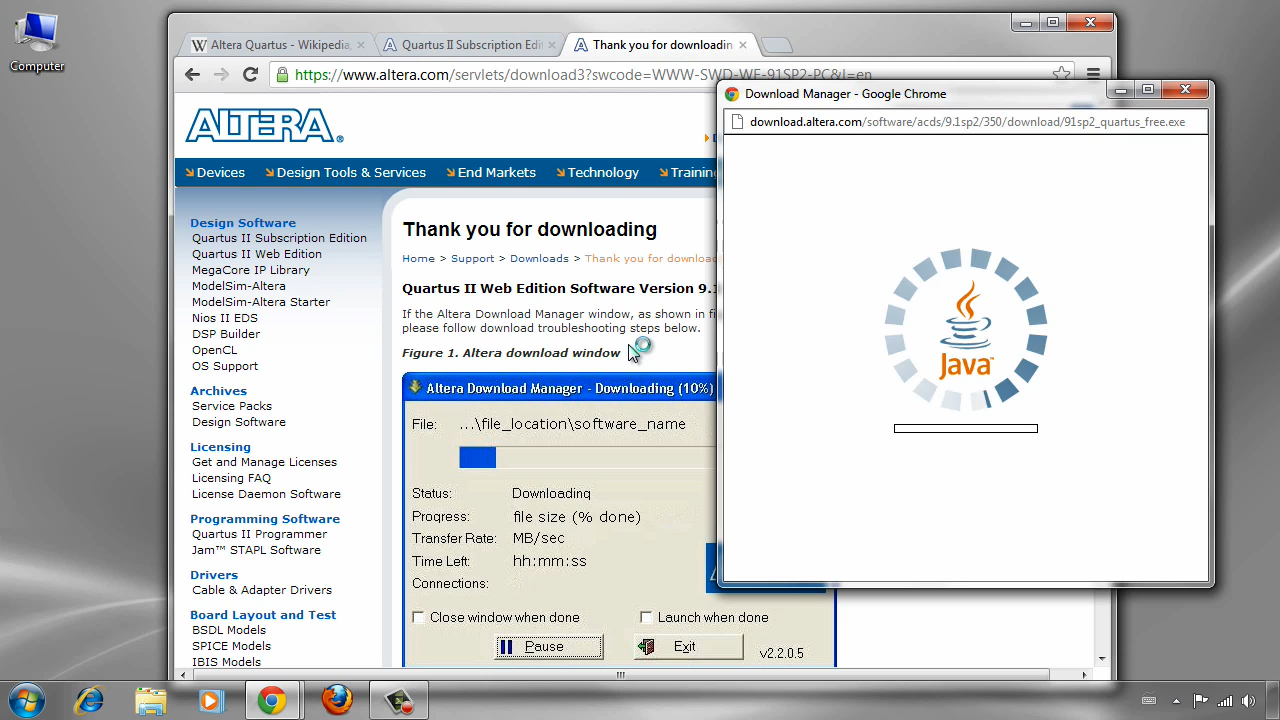 Computer
Altera Quartus - Wikipedia,
Quartus II Subscription Edit
Thank you for downloadin
https://www.altera.com/servlets/download3?swcode=WWW-SWD-WE-91SP2-PC&l=en
ALTERA®
Devices
Design Tools & Services
End Markets
Technology
Training
Design Software
Quartus II Subscription Edition
Quartus II Web Edition
MegaCore IP Library
ModelSim-Altera
ModelSim-Altera Starter
Nios II EDS
DSP Builder
OpenCL
OS Support
Archives
Service Packs
Design Software
Licensing
Get and Manage Licenses
Licensing FAQ
License Daemon Software
Programming Software
Quartus II Programmer
Jam™ STAPL Software
Drivers
Cable & Adapter Drivers
Board Layout and Test
BSDL Models
SPICE Models
IBIS Models
Thank you for downloading
Home > Support > Downloads > Thank you for downloa
Quartus II Web Edition Software Version 9.1
If the Altera Download Manager window, as shown in fi
please follow download troubleshooting steps below.
Figure 1. Altera download window
Altera Download Manager - Downloading (10%)
File: ...\file_location\software_name
Status: Downloading
Progress: file size (% done)
Transfer Rate: MB/sec
Time Left: hh:mm:ss
Connections:
Close window when done
Launch when done
Pause
Exit
v2.2.0.5
Download Manager - Google Chrome
download.altera.com/software/acds/9.1sp2/350/download/91sp2_quartus_free.exe
Java™